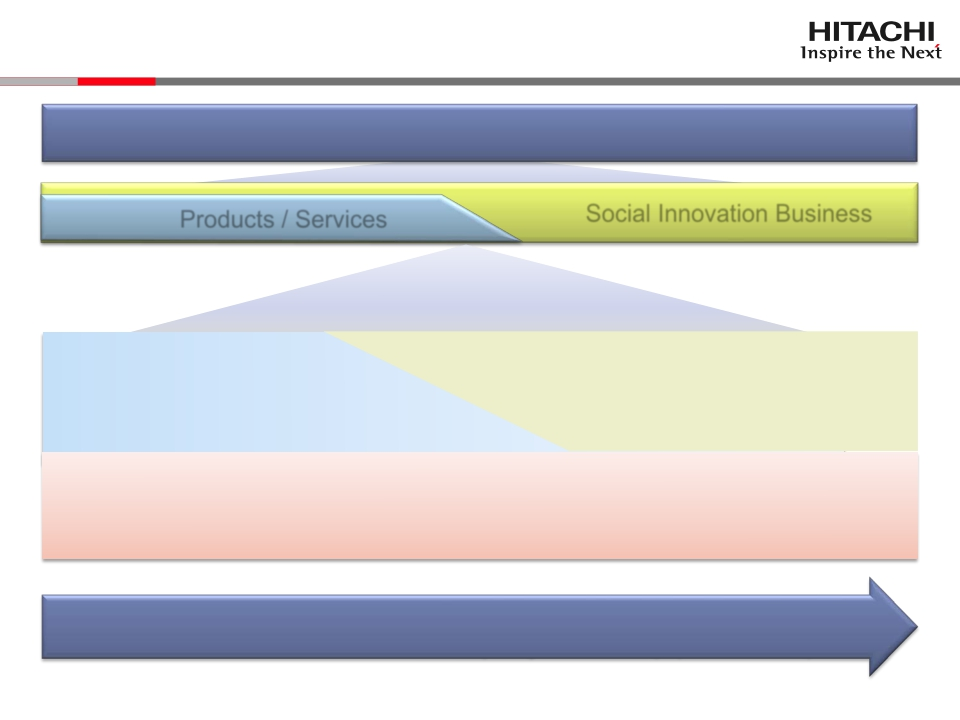 HITACHI
Inspire the Next
Products / Services
Social Innovation Business